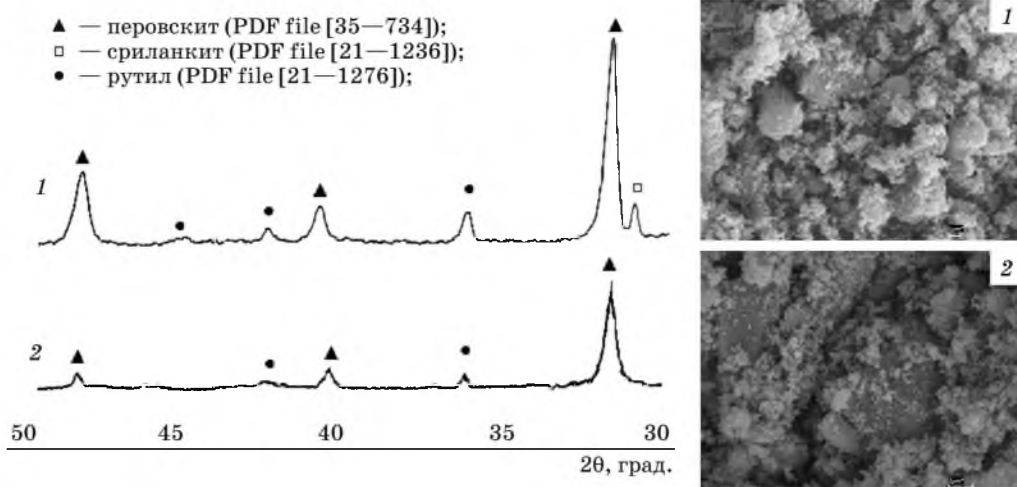 ▲ — перовскит (PDF file [35—734]);
□ — сриланкит (PDF file [21—1236]);
● — рутил (PDF file [21—1276]);
1
2
50 45 40 35 30
2θ, град.
1
2